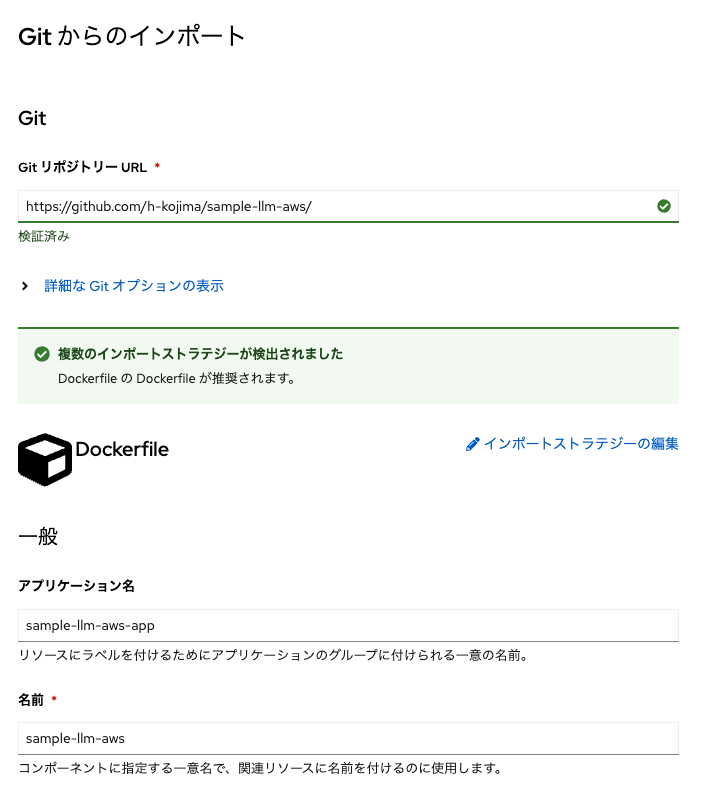 Git からのインポート
Git
Git リポジトリー URL *
https://github.com/h-kojima/sample-llm-aws/
検証済み
詳細な Git オプションの表示
複数のインポートストラテジーが検出されました
Dockerfile の Dockerfile が推奨されます。
Dockerfile
インポートストラテジーの編集
一般
アプリケーション名
sample-llm-aws-app
リソースにラベルを付けるためにアプリケーションのグループに付けられる一意の名前。
名前 *
sample-llm-aws
コンポーネントに指定する一意名で、関連リソースに名前を付けるのに使用します。